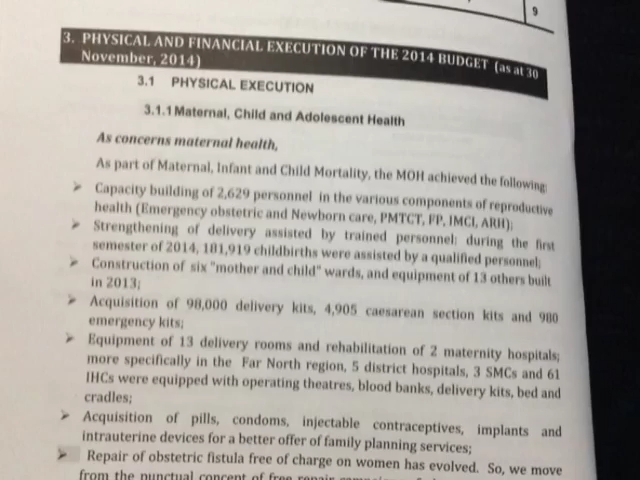 9
3. PHYSICAL AND FINANCIAL EXECUTION OF THE 2014 BUDGET (as at 30
November, 2014)
3.1 PHYSICAL EXECUTION
3.1.1 Maternal, Child and Adolescent Health
As concerns maternal health,
As part of Maternal, Infant and Child Mortality, the MOH achieved the following:
➢ Capacity building of 2,629 personnel in the various components of reproductive
health (Emergency obstetric and Newborn care, PMTCT, FP, IMCI, ARH);
➢ Strengthening of delivery assisted by trained personnel: during the first
semester of 2014, 181,919 childbirths were assisted by a qualified personnel;
➢ Construction of six "mother and child" wards, and equipment of 13 others built
in 2013;
➢ Acquisition of 98,000 delivery kits, 4,905 caesarean section kits and 980
emergency kits;
➢ Equipment of 13 delivery rooms and rehabilitation of 2 maternity hospitals;
more specifically in the Far North region, 5 district hospitals, 3 SMCs and 61
IHCs were equipped with operating theatres, blood banks, delivery kits, bed and
cradles;
➢ Acquisition of pills, condoms, injectable contraceptives, implants and
intrauterine devices for a better offer of family planning services;
➢ Repair of obstetric fistula free of charge on women has evolved. So, we move
from the punctual concept of free repair